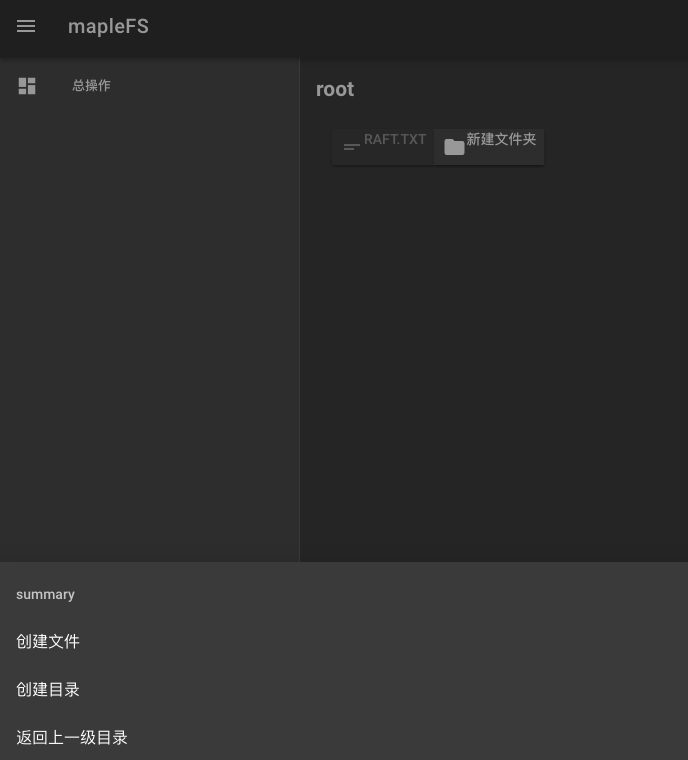 mapleFS
总操作
root
RAFT.TXT
新建文件夹
summary
创建文件
创建目录
返回上一级目录